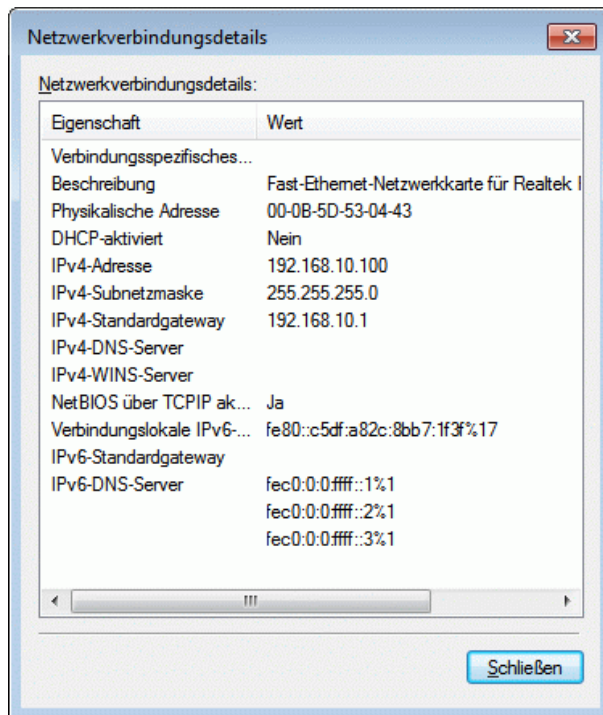 Netzwerkverbindungsdetails
Netzwerkverbindungsdetails:
Eigenschaft Wert
Verbindungsspezifisches...
Beschreibung Fast-Ethernet-Netzwerkkarte für Realtek
Physikalische Adresse 00-0B-5D-53-04-43
DHCP-aktiviert Nein
IPv4-Adresse 192.168.10.100
IPv4-Subnetzmaske 255.255.255.0
IPv4-Standardgateway 192.168.10.1
IPv4-DNS-Server
IPv4-WINS-Server
NetBIOS über TCPIP ak... Ja
Verbindungslokale IPv6-... fe80::c5df:a82c:8bb7:1f3f%17
IPv6-Standardgateway
IPv6-DNS-Server fec0:0:0:ffff::1%1
fec0:0:0:ffff::2%1
fec0:0:0:ffff::3%1
Schließen